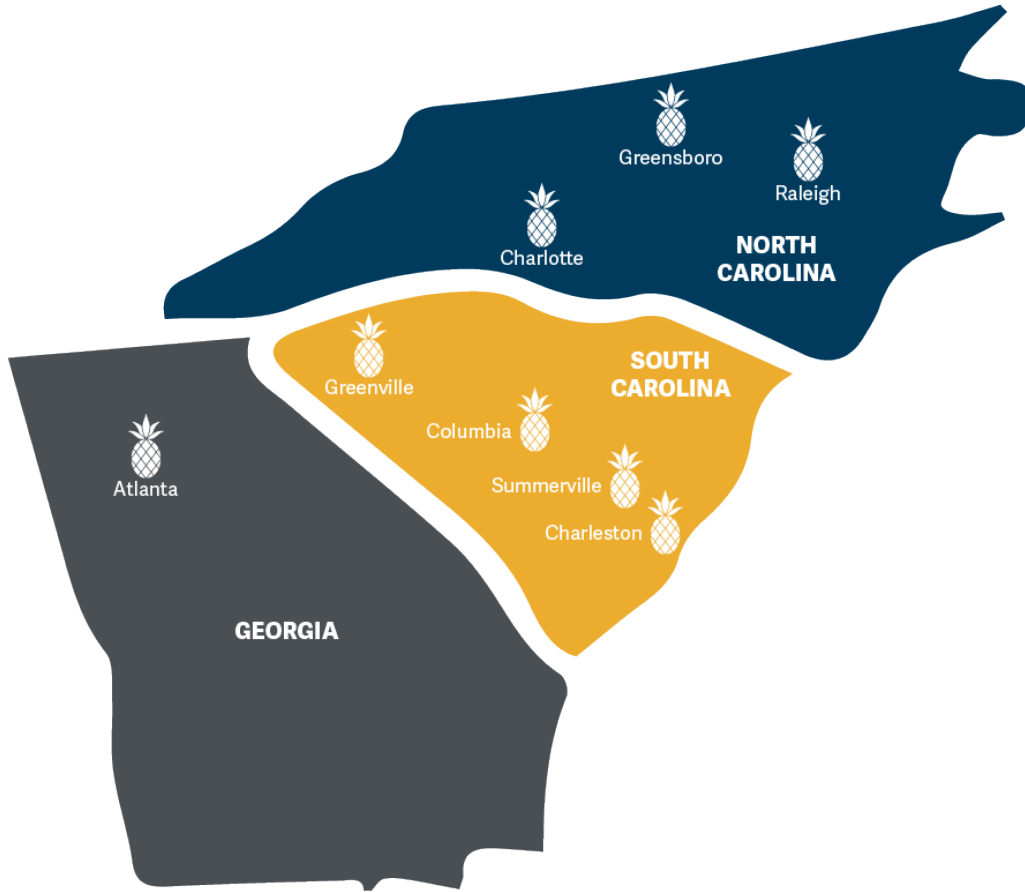 Greensboro
Raleigh
Charlotte
NORTH
CAROLINA
Greenville
SOUTH
CAROLINA
Columbia
Summerville
Charleston
Atlanta
GEORGIA